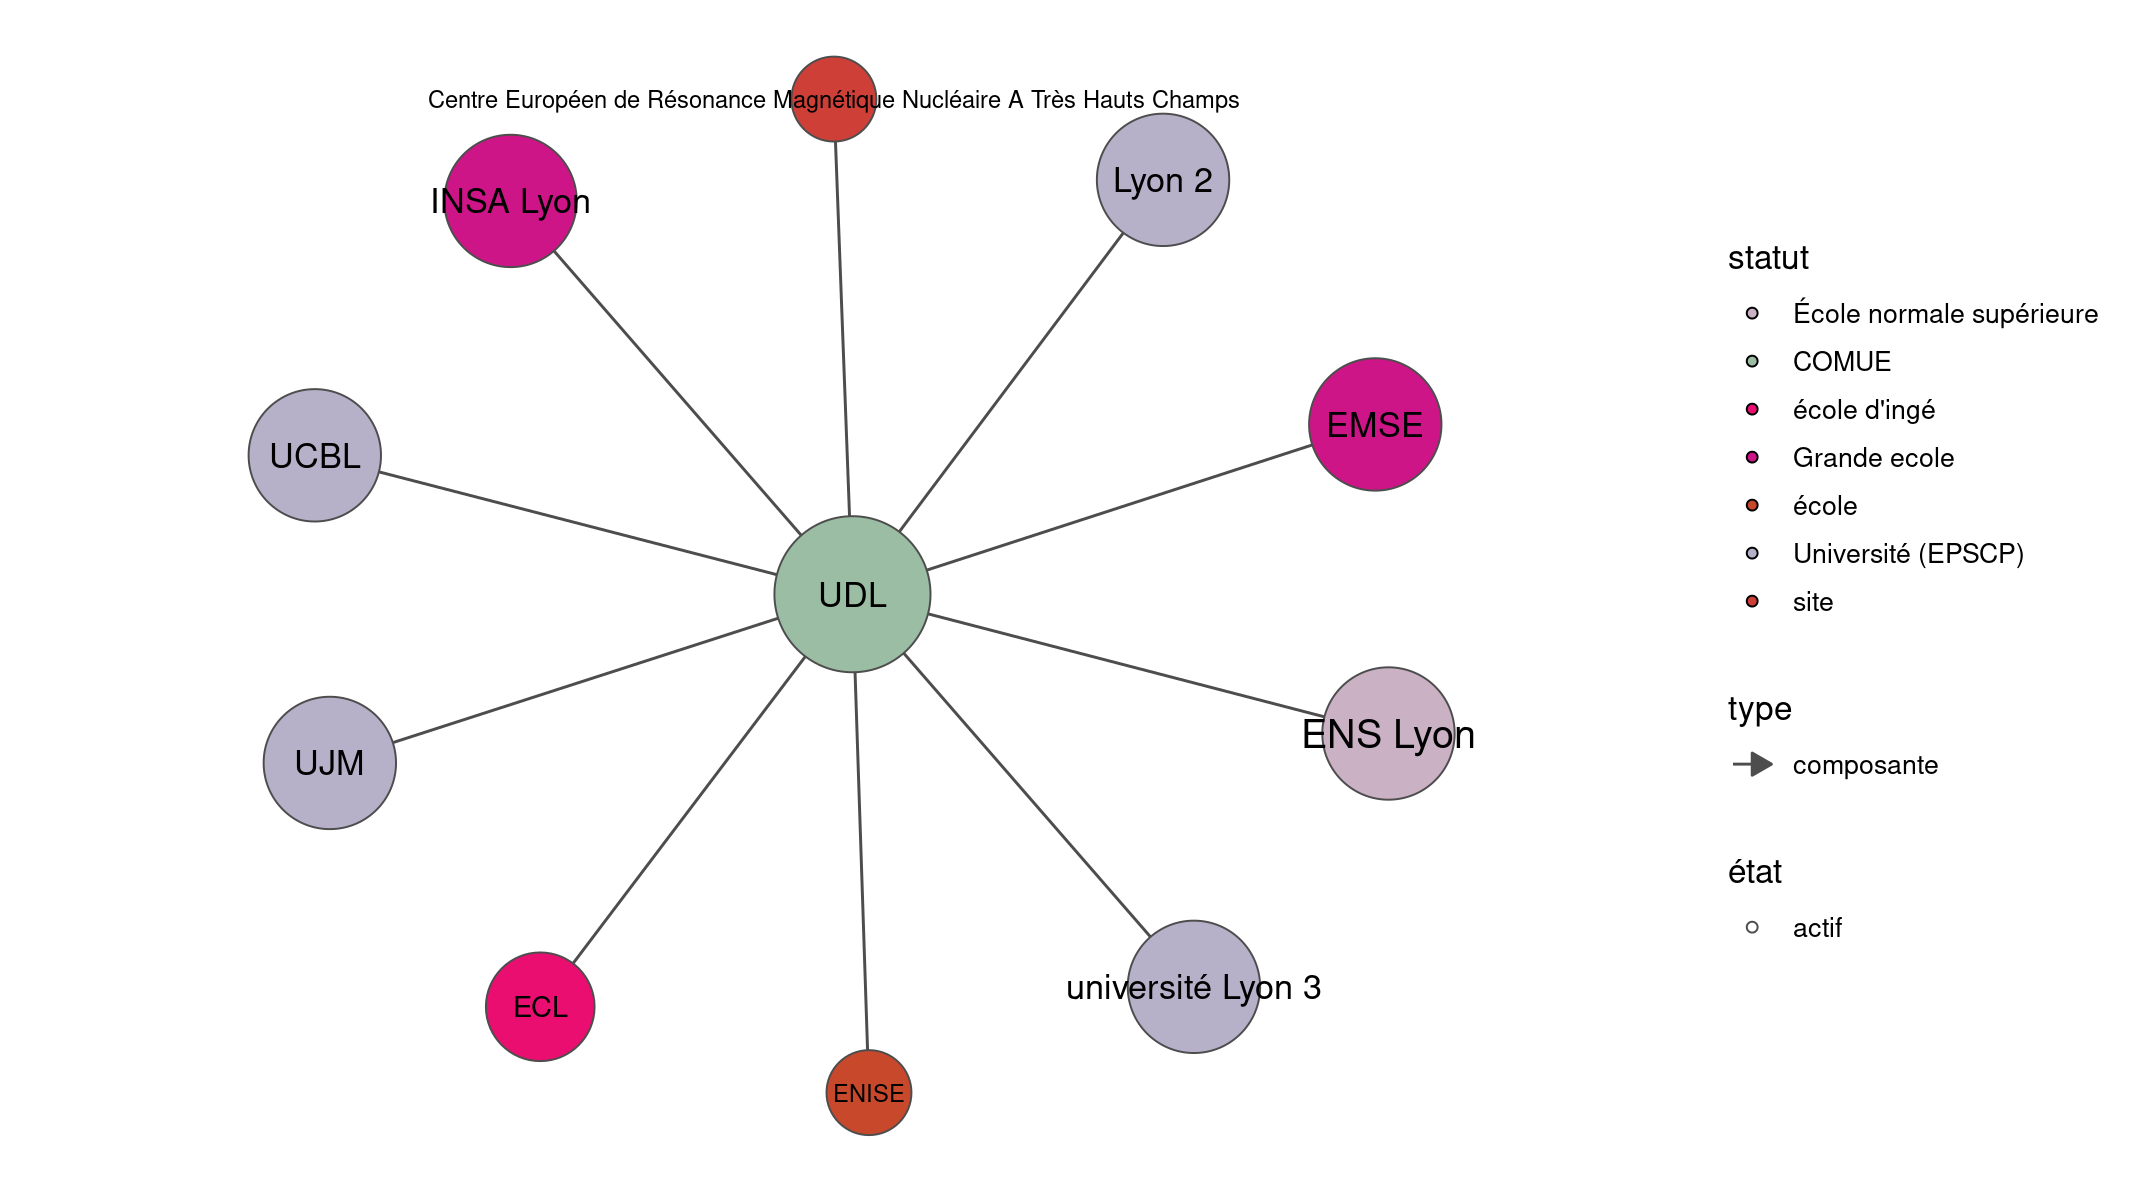 Centre Européen de Résonance Magnétique Nucléaire A Très Hauts Champs
Lyon 2
INSA Lyon
EMSE
UCBL
UDL
ENS Lyon
UJM
université Lyon 3
ECL
ENISE
statut
École normale supérieure
COMUE
école d'ingé
Grande ecole
école
Université (EPSCP)
site
type
composante
état
actif